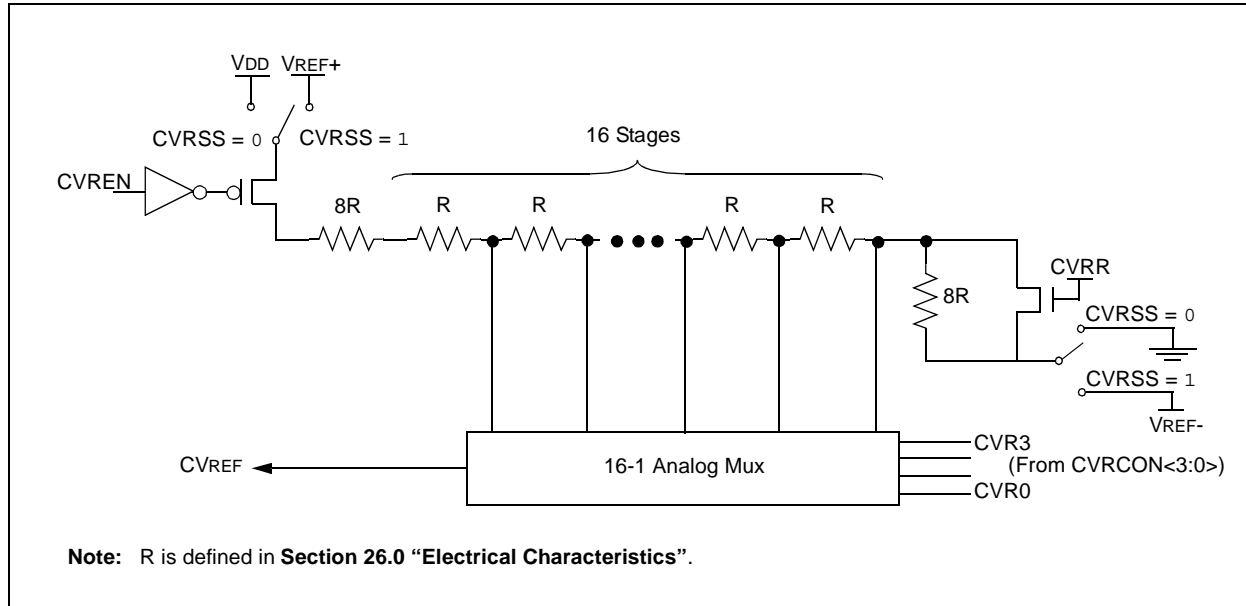 VDD VREF+
CVRSS = 0 CVRSS = 1
16 Stages
CVREN
8R R R R R
CVRR
8R
CVRSS = 0
CVRSS = 1
VREF-
CVREF
16-1 Analog Mux
CVR3
(From CVRCON<3:0>)
CVR0
Note: R is defined in Section 26.0 “Electrical Characteristics”.